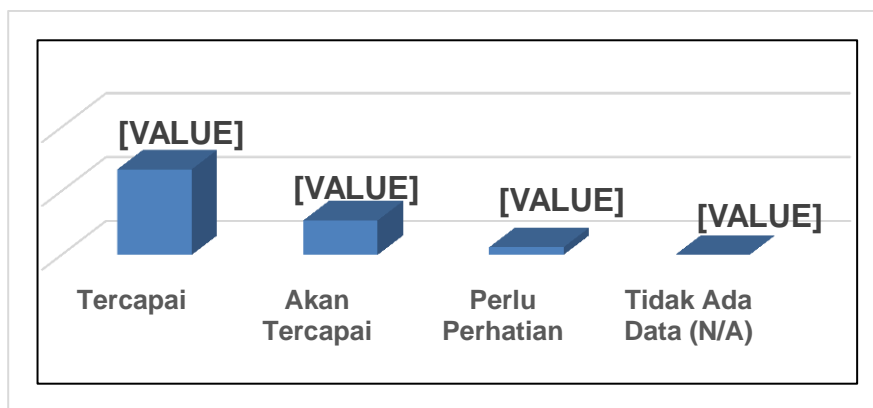 [VALUE]
[VALUE]
[VALUE]
[VALUE]
Tercapai
Akan
Tercapai
Perlu
Perhatian
Tidak Ada
Data (N/A)